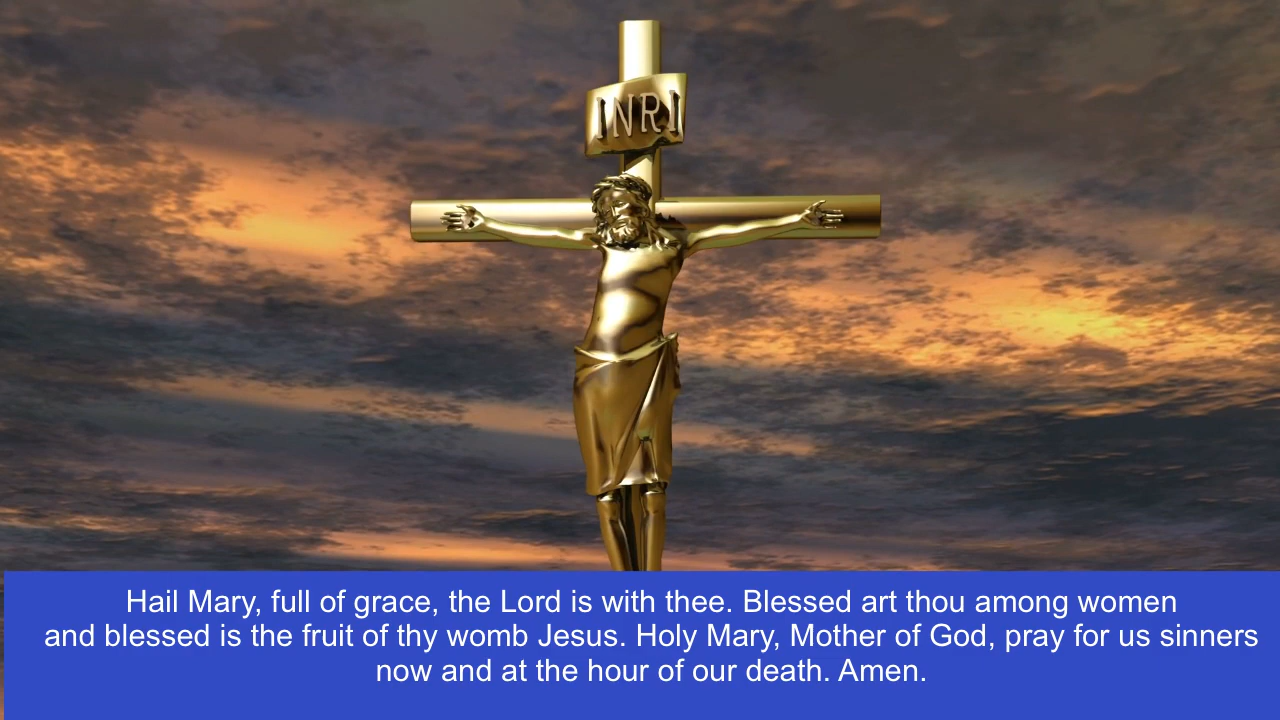 INRI
Hail Mary, full of grace, the Lord is with thee. Blessed art thou among women
and blessed is the fruit of thy womb Jesus. Holy Mary, Mother of God, pray for us sinners
now and at the hour of our death. Amen.